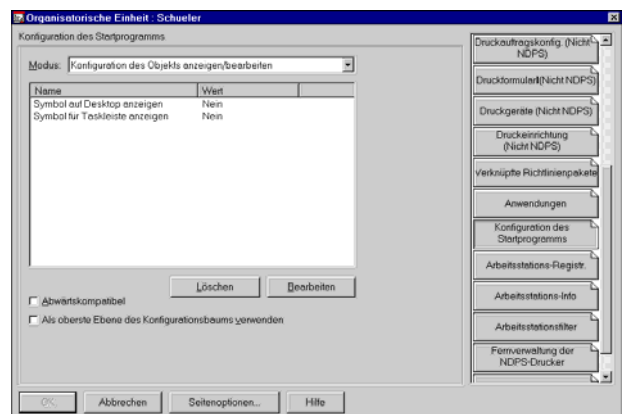 Organisatorische Einheit : Schueler
Konfiguration des Startprogramms
Modus: Konfiguration des Objekts anzeigen/bearbeiten
Name Wert
Symbol auf Desktop anzeigen Nein
Symbol für Taskleiste anzeigen Nein
Löschen Bearbeiten
Abwärtskompatibel
Als oberste Ebene des Konfigurationsbaums verwenden
Druckauftragskonfig. (Nicht
NDPS)
(Nicht NDPS)
Druckgeräte (Nicht NDPS)
Druckeinrichtung
(Nicht NDPS)
Verknüpfte Richtlinienpakete
Anwendungen
Konfiguration des
Startprogramms
Arbeitsstations-Registr.
Arbeitsstations-Info
Arbeitsstationsfilter
Fernverwaltung der
NDPS-Drucker
OK Abbrechen Seitenoptionen... Hilfe